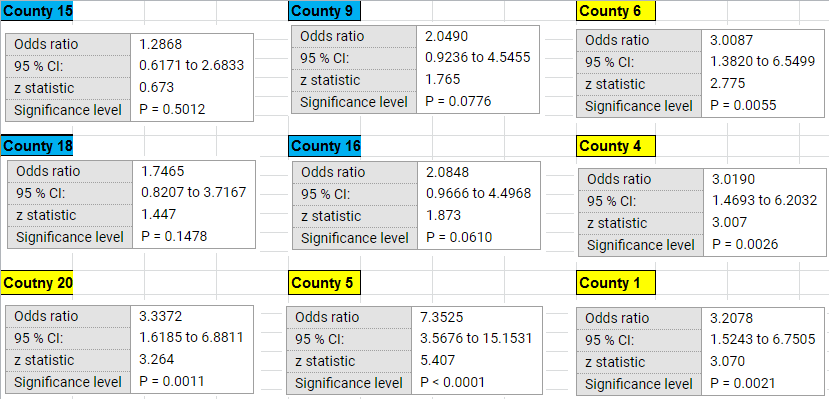 County 15
Odds ratio 1.2868
95 % CI: 0.6171 to 2.6833
z statistic 0.673
Significance level P = 0.5012
County 9
Odds ratio 2.0490
95 % CI: 0.9236 to 4.5455
z statistic 1.765
Significance level P = 0.0776
County 6
Odds ratio 3.0087
95 % CI: 1.3820 to 6.5499
z statistic 2.775
Significance level P = 0.0055
County 18
Odds ratio 1.7465
95 % CI: 0.8207 to 3.7167
z statistic 1.447
Significance level P = 0.1478
County 16
Odds ratio 2.0848
95 % CI: 0.9666 to 4.4968
z statistic 1.873
Significance level P = 0.0610
County 4
Odds ratio 3.0190
95 % CI: 1.4693 to 6.2032
z statistic 3.007
Significance level P = 0.0026
Coutny 20
Odds ratio 3.3372
95 % CI: 1.6185 to 6.8811
z statistic 3.264
Significance level P = 0.0011
County 5
Odds ratio 7.3525
95 % CI: 3.5676 to 15.1531
z statistic 5.407
Significance level P < 0.0001
County 1
Odds ratio 3.2078
95 % CI: 1.5243 to 6.7505
z statistic 3.070
Significance level P = 0.0021